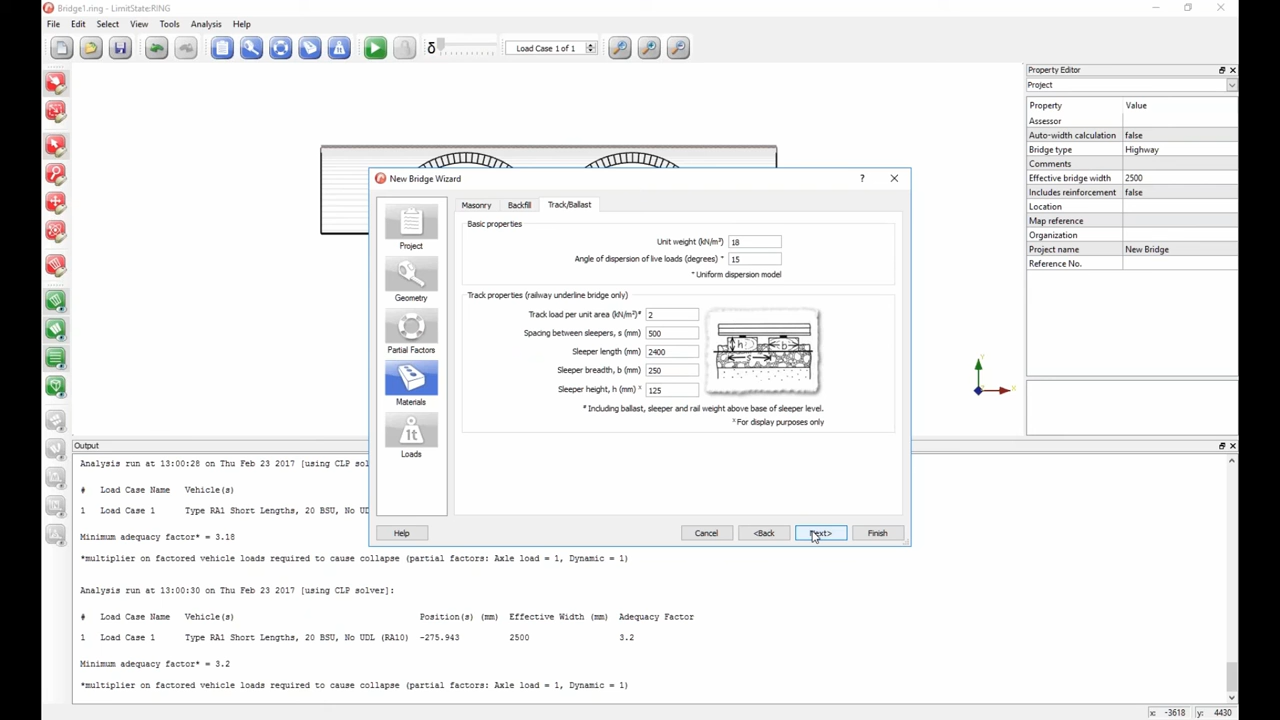 Bridge1.ring - LimitState:RING
File Edit Select View Tools Analysis Help
δ Load Case 1 of 1
Property Editor
Project
Property Value
Assessor
Auto-width calculation false
Bridge type Highway
Comments
Effective bridge width 2500
Includes reinforcement false
Location
Map reference
Organization
Project name New Bridge
Reference No.
New Bridge Wizard
?
Project
Geometry
Partial Factors
Materials
1t
Loads
Masonry Backfill Track/Ballast
Basic properties
Unit weight (kN/m³) 18
Angle of dispersion of live loads (degrees) * 15
* Uniform dispersion model
Track properties (railway underline bridge only)
Track load per unit area (kN/m²)# 2
Spacing between sleepers, s (mm) 500
Sleeper length (mm) 2400
Sleeper breadth, b (mm) 250
Sleeper height, h (mm) x 125
h b
s
# Including ballast, sleeper and rail weight above base of sleeper level.
x For display purposes only
Help Cancel <Back Next> Finish
Y
X
Output
Analysis run at 13:00:28 on Thu Feb 23 2017 [using CLP sol
# Load Case Name Vehicle(s)
1 Load Case 1 Type RA1 Short Lengths, 20 BSU, No UD
Minimum adequacy factor* = 3.18
*multiplier on factored vehicle loads required to cause collapse (partial factors: Axle load = 1, Dynamic = 1)
Analysis run at 13:00:30 on Thu Feb 23 2017 [using CLP solver]:
# Load Case Name Vehicle(s) Position(s) (mm) Effective Width (mm) Adequacy Factor
1 Load Case 1 Type RA1 Short Lengths, 20 BSU, No UDL (RA10) -275.943 2500 3.2
Minimum adequacy factor* = 3.2
*multiplier on factored vehicle loads required to cause collapse (partial factors: Axle load = 1, Dynamic = 1)
x: -3618 y: 4430